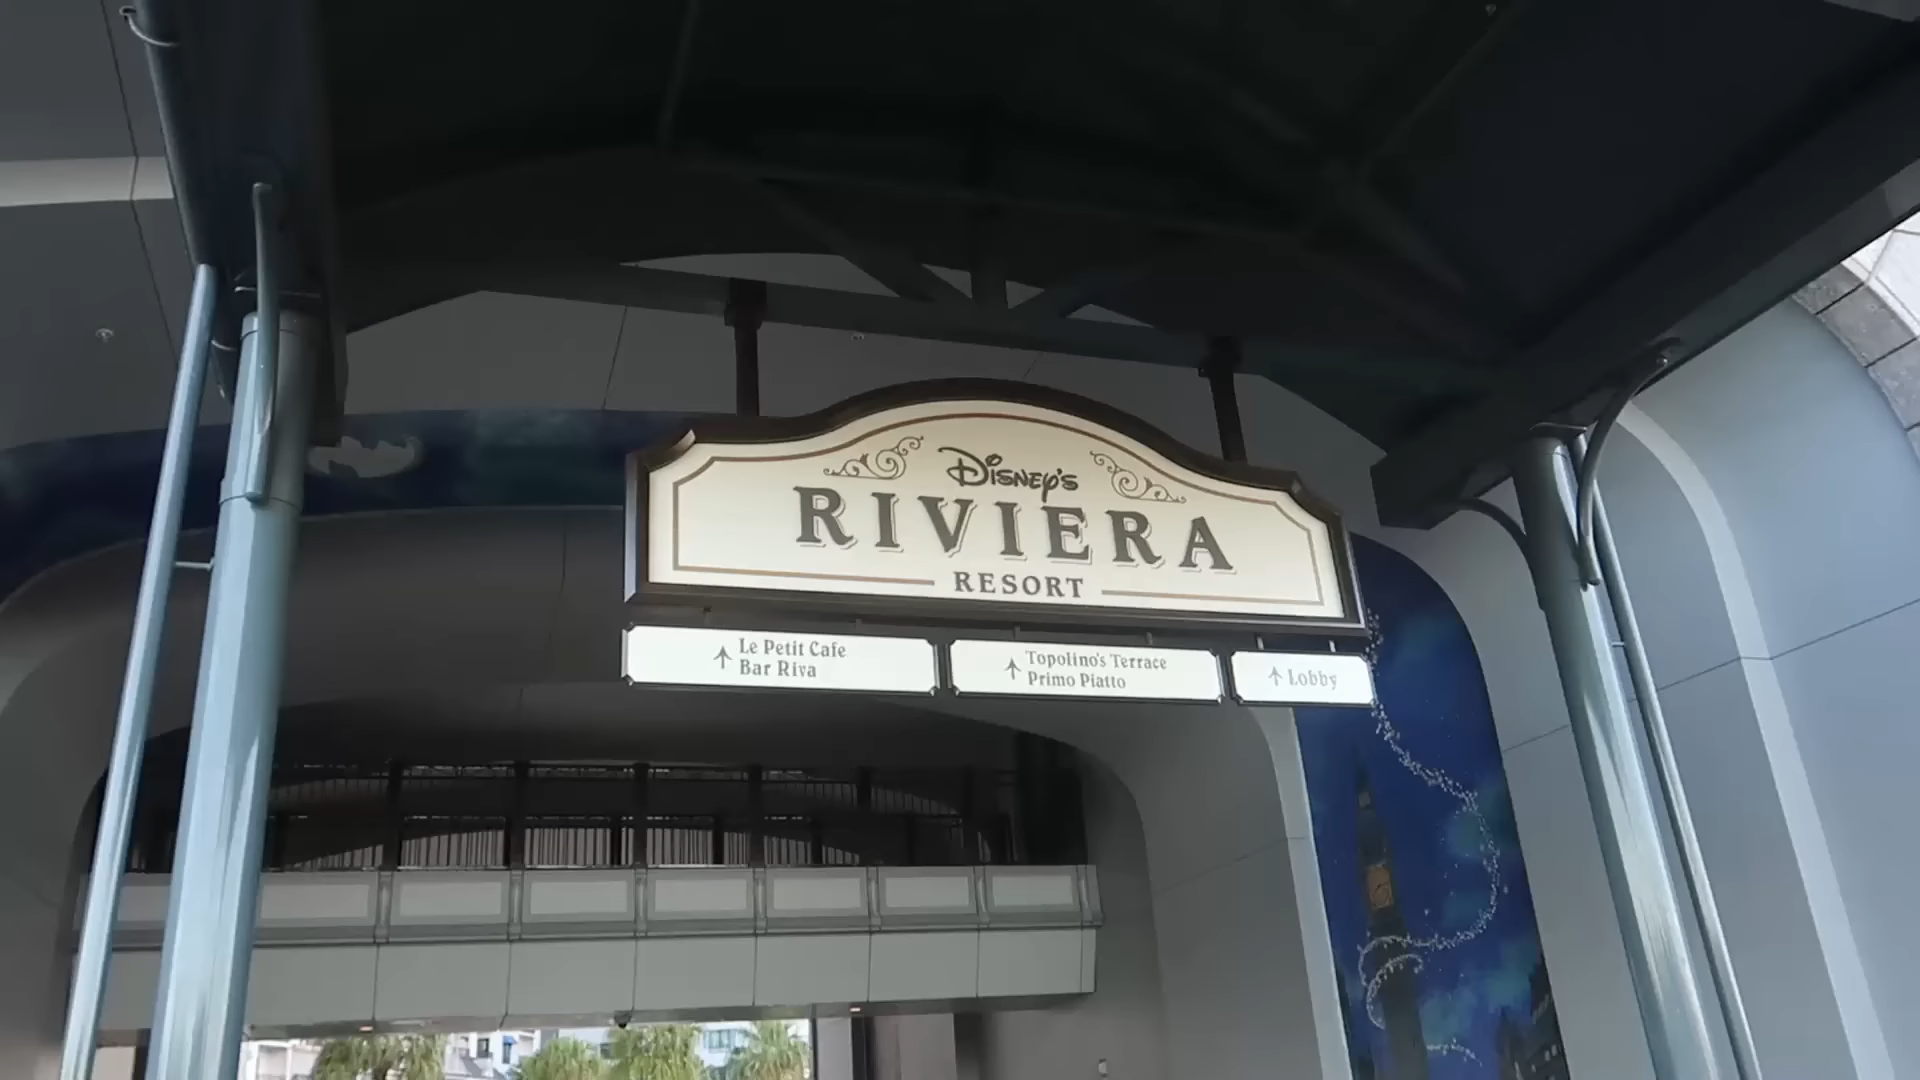 Disney's
RIVIERA
RESORT
Le Petit Cafe
Bar Riva
Topolino's Terrace
Primo Piatto
Lobby